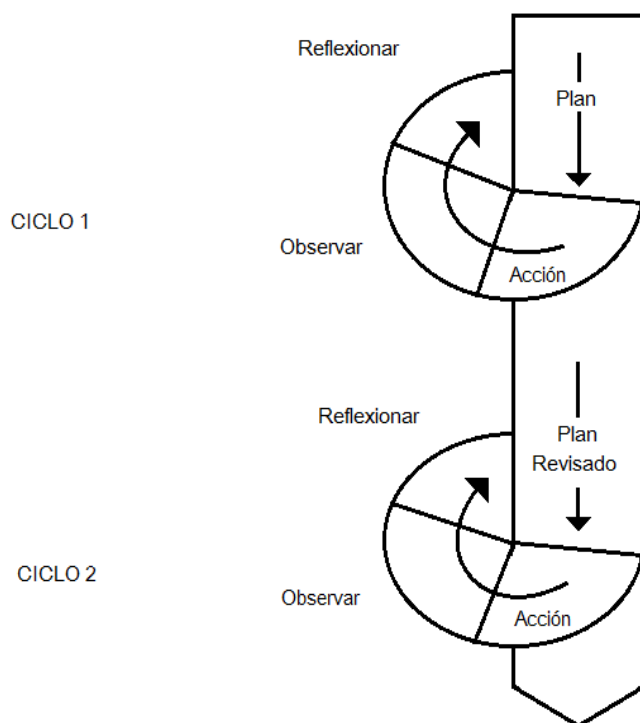 Reflexionar
Plan
CICLO 1
Observar
Acción
Reflexionar
Plan
Revisado
CICLO 2
Observar
Acción